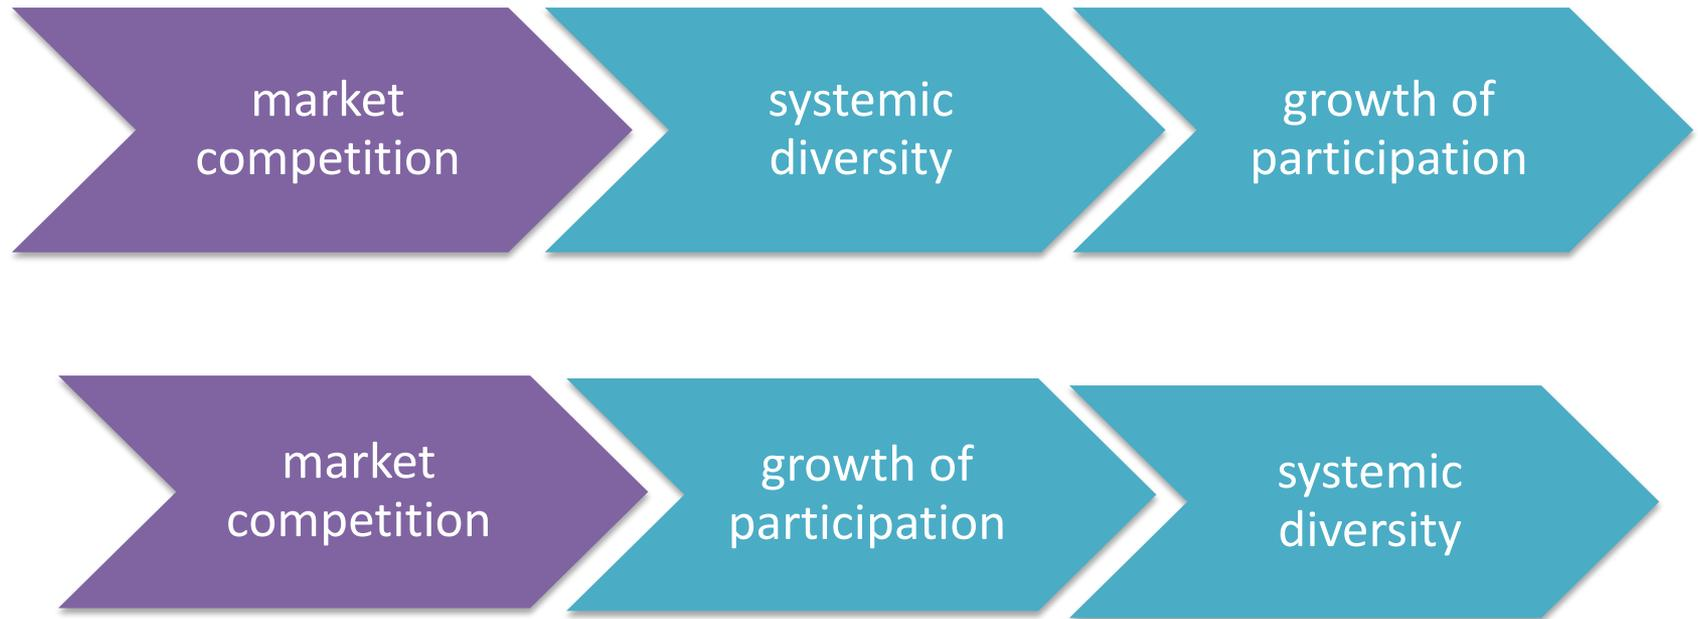 market
competition
systemic
diversity
growth of
participation
market
competition
growth of
participation
systemic
diversity